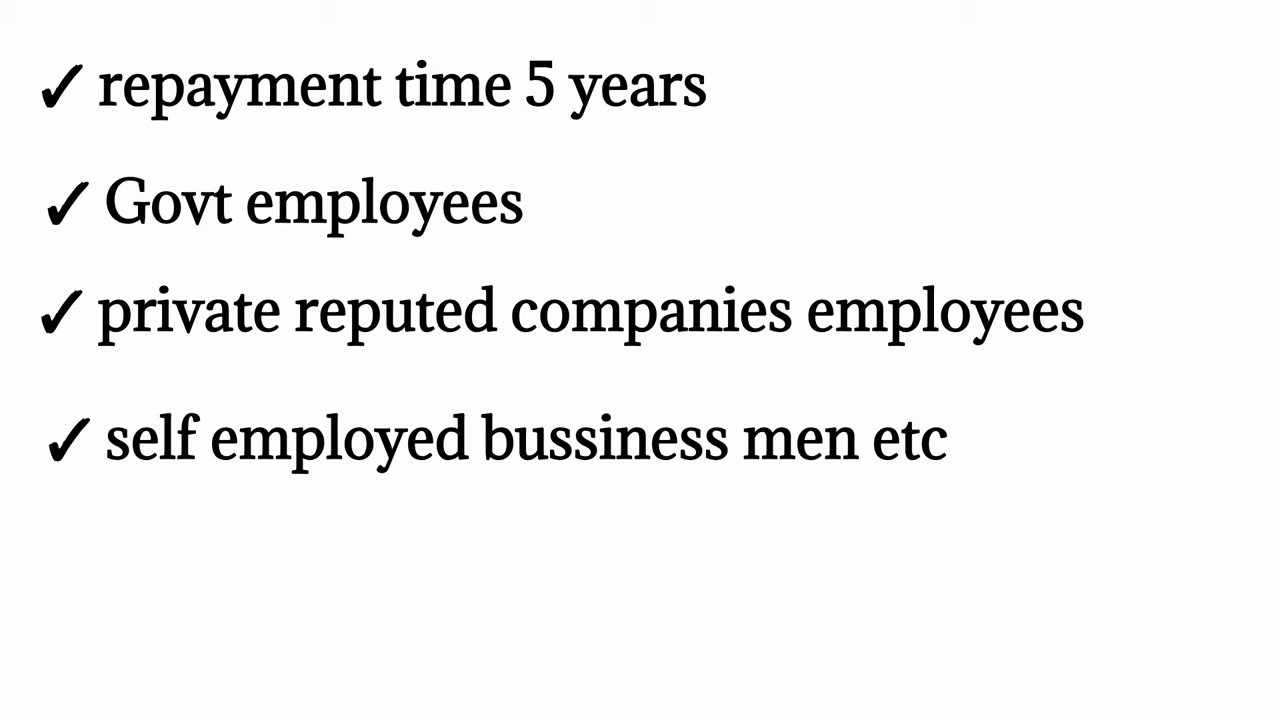 ✓ repayment time 5 years
✓ Govt employees
✓ private reputed companies employees
✓ self employed bussiness men etc